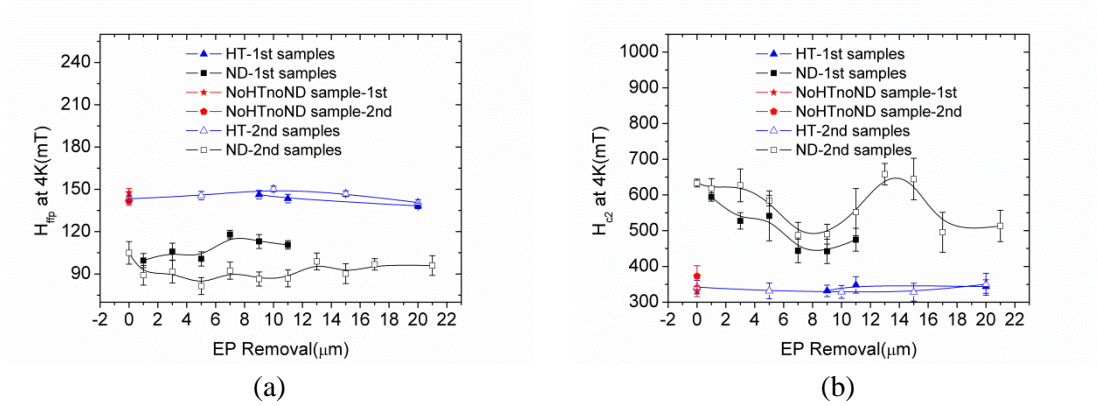 HT-1st samples
ND-1st samples
NoHTnoND sample-1st
NoHTnoND sample-2nd
HT-2nd samples
ND-2nd samples
H_ffp at 4K(mT)
240
210
180
150
120
90
-2 0 2 4 6 8 10 12 14 16 18 20 22
EP Removal(μm)
(a)
HT-1st samples
ND-1st samples
NoHTnoND sample-1st
NoHTnoND sample-2nd
HT-2nd samples
ND-2nd samples
H_c2 at 4K(mT)
1050
1000
900
800
700
600
500
400
300
-2 0 2 4 6 8 10 12 14 16 18 20 22
EP Removal(μm)
(b)